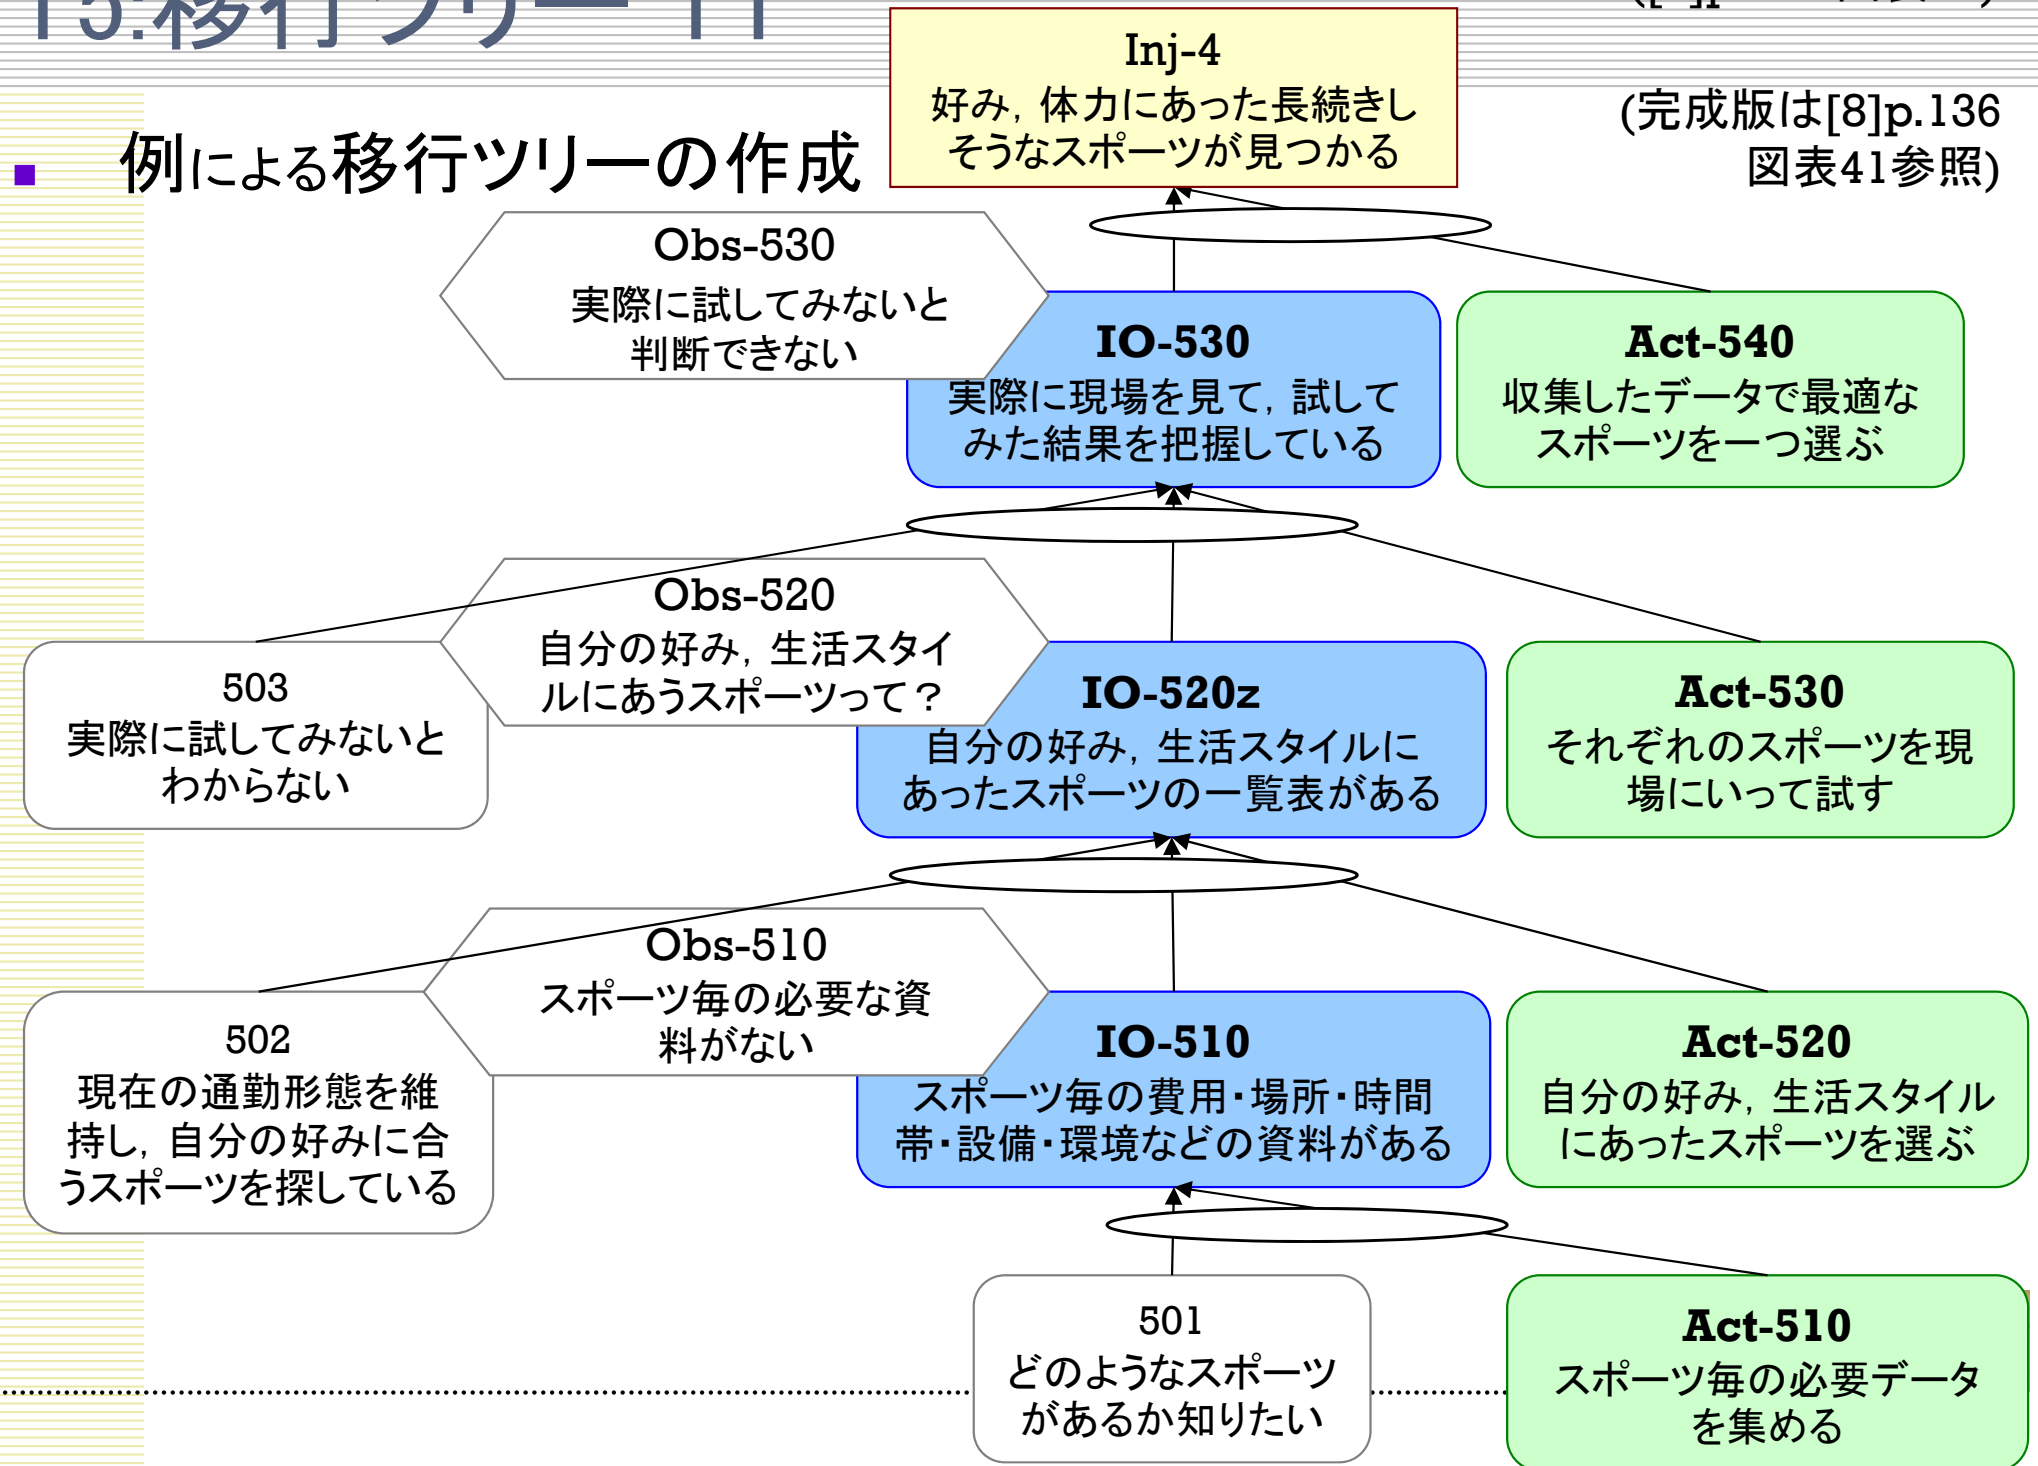 15:移行ツリー 11
Inj-4
好み, 体力にあった長続きし
そうなスポーツが見つかる
(完成版は[8]p.136
図表41参照)
例による移行ツリーの作成
Obs-530
実際に試してみないと
判断できない
IO-530
実際に現場を見て, 試して
みた結果を把握している
Act-540
収集したデータで最適な
スポーツを一つ選ぶ
Obs-520
自分の好み, 生活スタイ
ルにあうスポーツって？
503
実際に試してみないと
わからない
IO-520z
自分の好み, 生活スタイルに
あったスポーツの一覧表がある
Act-530
それぞれのスポーツを現
場にいって試す
Obs-510
スポーツ毎の必要な資
料がない
502
現在の通勤形態を維
持し, 自分の好みに合
うスポーツを探している
IO-510
スポーツ毎の費用・場所・時間
帯・設備・環境などの資料がある
Act-520
自分の好み, 生活スタイル
にあったスポーツを選ぶ
501
どのようなスポーツ
があるか知りたい
Act-510
スポーツ毎の必要データ
を集める